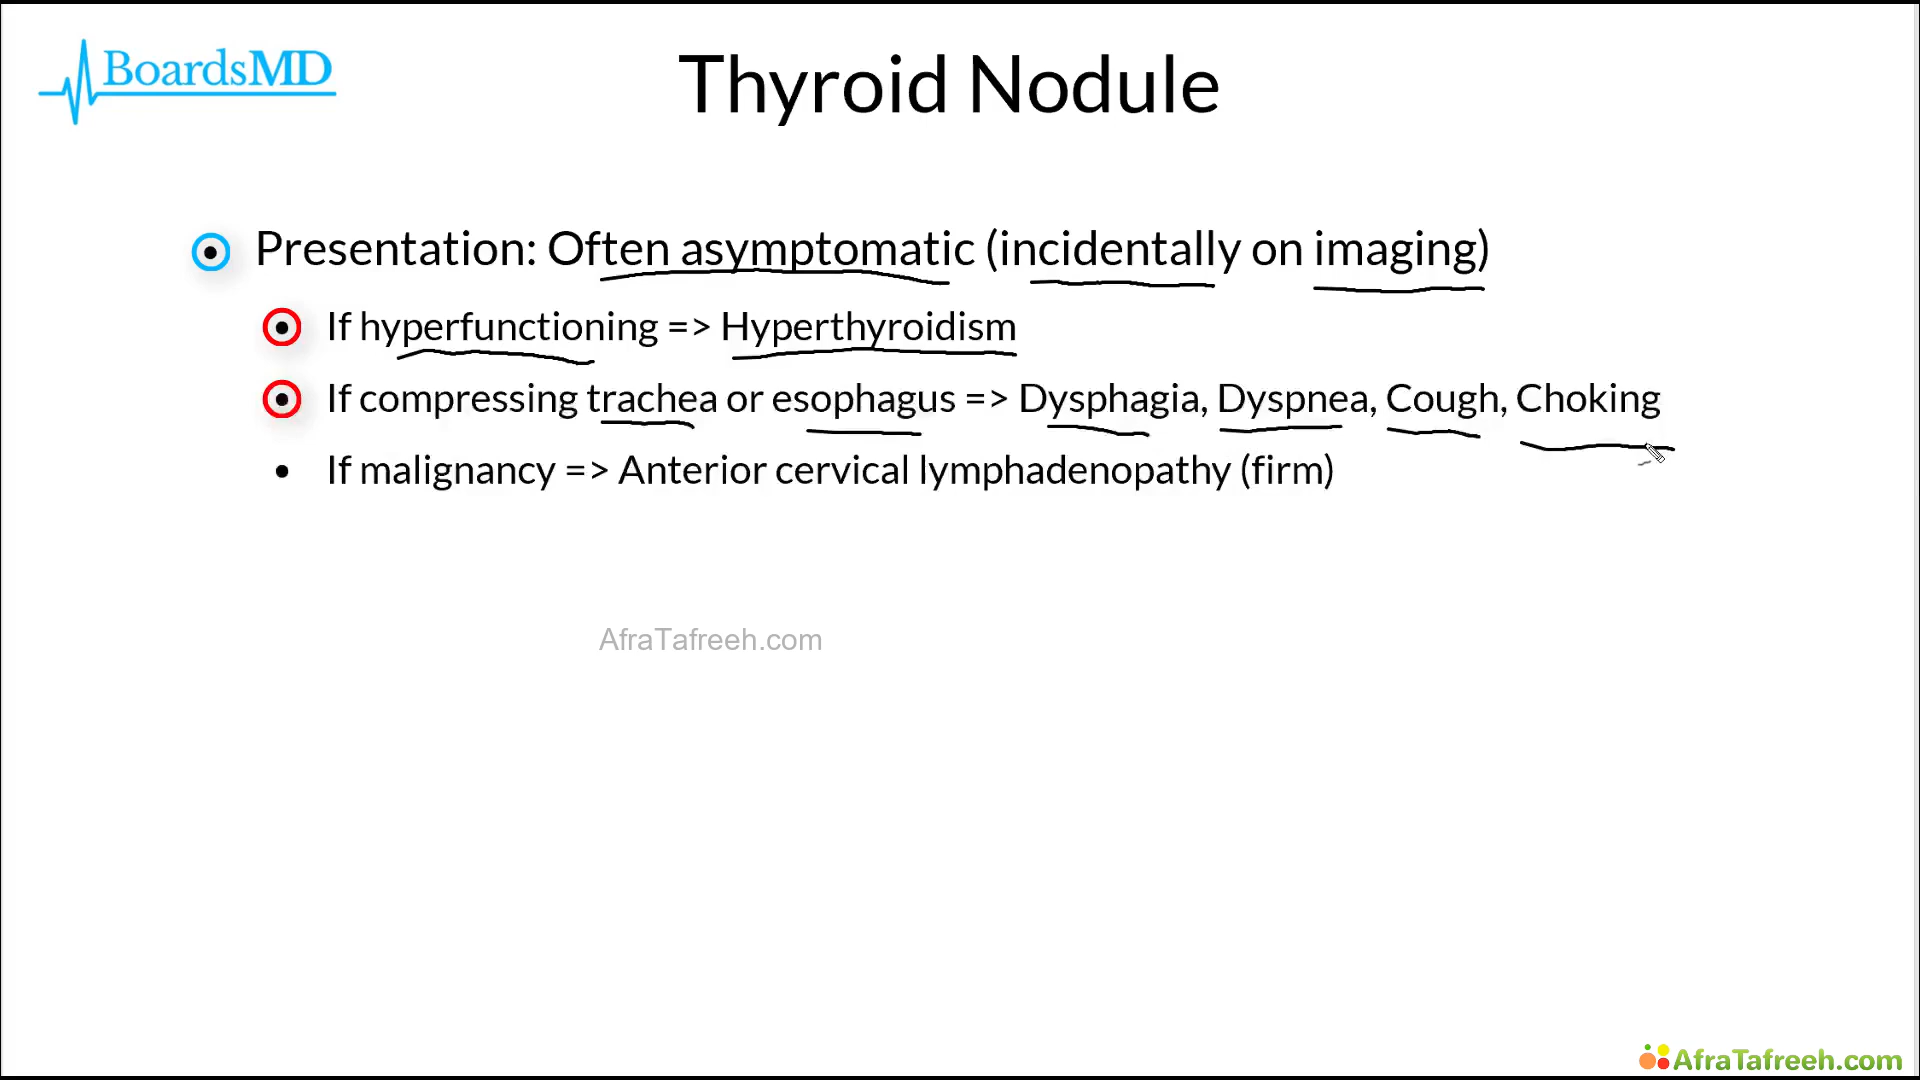 BoardsMD
Thyroid Nodule
Presentation: Often asymptomatic (incidentally on imaging)
If hyperfunctioning => Hyperthyroidism
If compressing trachea or esophagus => Dysphagia, Dyspnea, Cough, Choking
• If malignancy => Anterior cervical lymphadenopathy (firm)
AfraTafreeh.com
AfraTafreeh.com